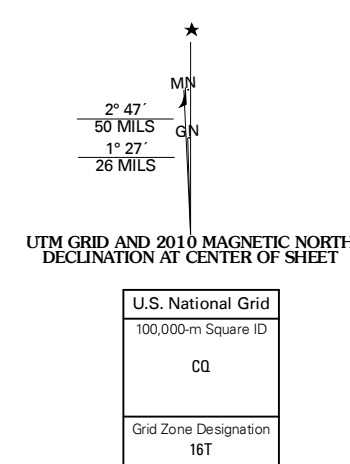 ★
MN
2° 47´
50 MILS
GN
1° 27´
26 MILS
UTM GRID AND 2010 MAGNETIC NORTH
DECLINATION AT CENTER OF SHEET
U.S. National Grid
100,000-m Square ID
CQ
Grid Zone Designation
16T